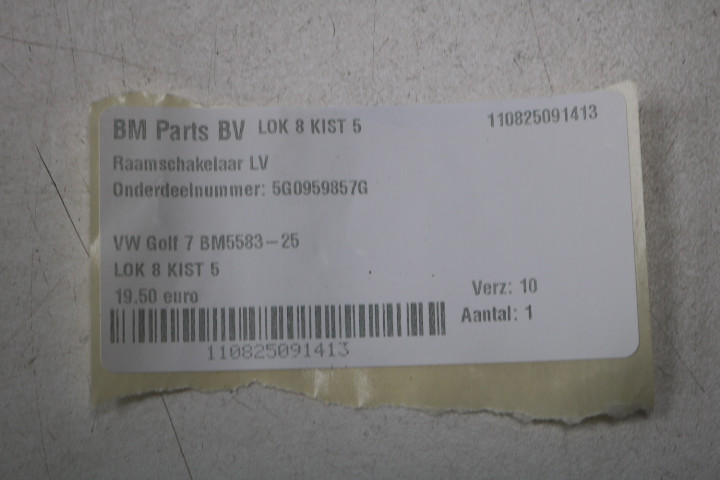 BM Parts BV LOK 8 KIST 5 110825091413
Raamschakelaar LV
Onderdeelnummer: 5G0959857G
VW Golf 7 BM5583-25
LOK 8 KIST 5
19.50 euro
Verz: 10
Aantal: 1
110825091413